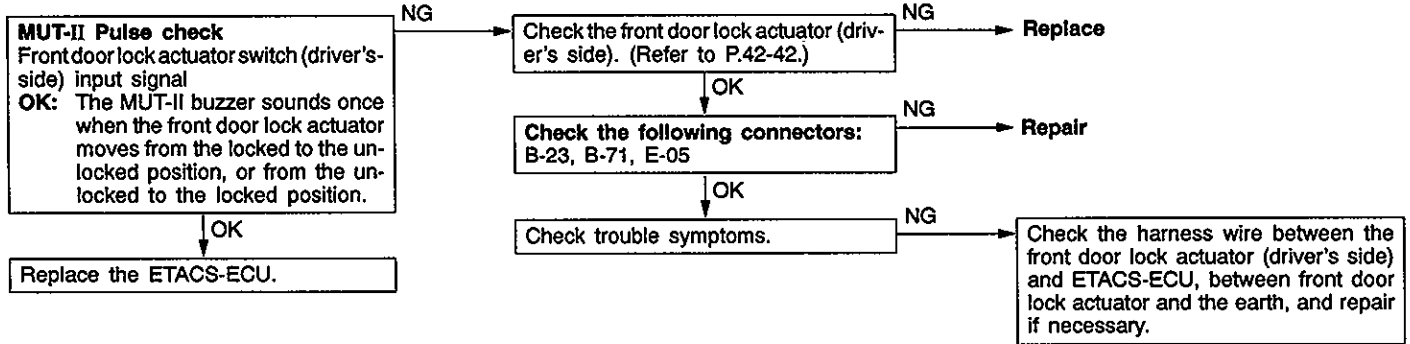 MUT-II Pulse check
Front door lock actuator switch (driver's-
side) input signal
OK: The MUT-II buzzer sounds once
when the front door lock actuator
moves from the locked to the un-
locked position, or from the un-
locked to the locked position.
OK
Replace the ETACS-ECU.
NG
Check the front door lock actuator (driv-
er's side). (Refer to P.42-42.)
NG
Replace
OK
Check the following connectors:
B-23, B-71, E-05
NG
Repair
OK
Check trouble symptoms.
NG
Check the harness wire between the
front door lock actuator (driver's side)
and ETACS-ECU, between front door
lock actuator and the earth, and repair
if necessary.